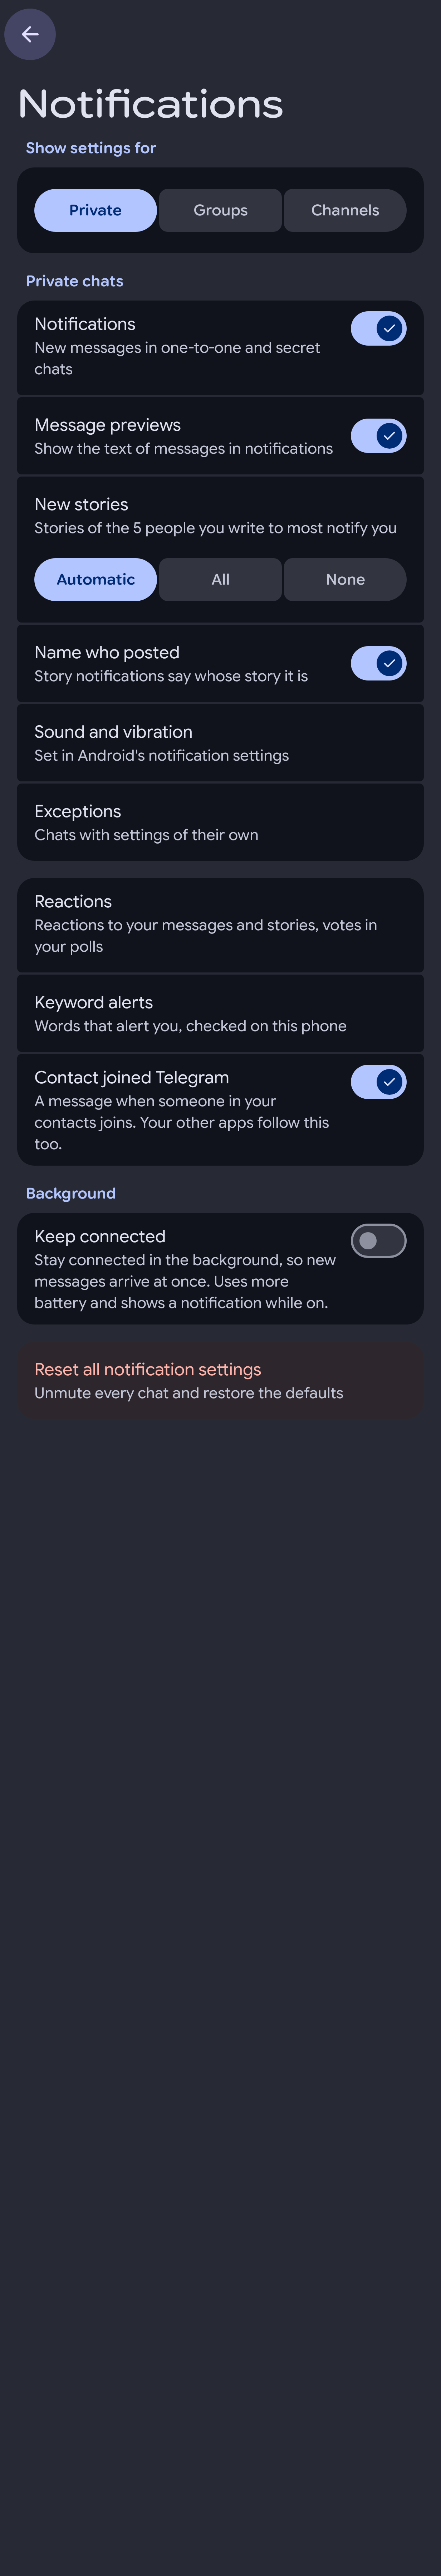 Notifications
Show settings for
Private
Groups
Channels
Private chats
Notifications
New messages in one-to-one and secret
chats
Message previews
Show the text of messages in notifications
New stories
Stories of the 5 people you write to most notify you
Automatic
All
None
Name who posted
Story notifications say whose story it is
Sound and vibration
Set in Android's notification settings
Exceptions
Chats with settings of their own
Reactions
Reactions to your messages and stories, votes in
your polls
Keyword alerts
Words that alert you, checked on this phone
Contact joined Telegram
A message when someone in your
contacts joins. Your other apps follow this
too.
Background
Keep connected
Stay connected in the background, so new
messages arrive at once. Uses more
battery and shows a notification while on.
Reset all notification settings
Unmute every chat and restore the defaults